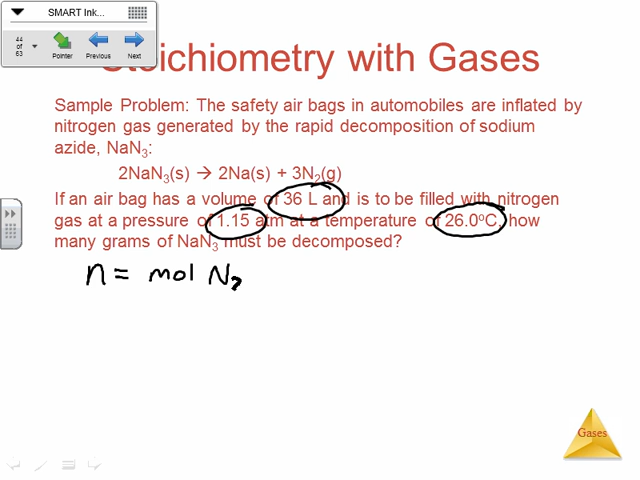 SMART Ink...
44
of
63
Pointer
Previous
Next
Stoichiometry with Gases
Sample Problem: The safety air bags in automobiles are inflated by
nitrogen gas generated by the rapid decomposition of sodium
azide, NaN₃:
2NaN₃(s) → 2Na(s) + 3N₂(g)
If an air bag has a volume of 36 L and is to be filled with nitrogen
gas at a pressure of 1.15 atm at a temperature of 26.0ºC, how
many grams of NaN₃ must be decomposed?
n = mol N₂
Gases